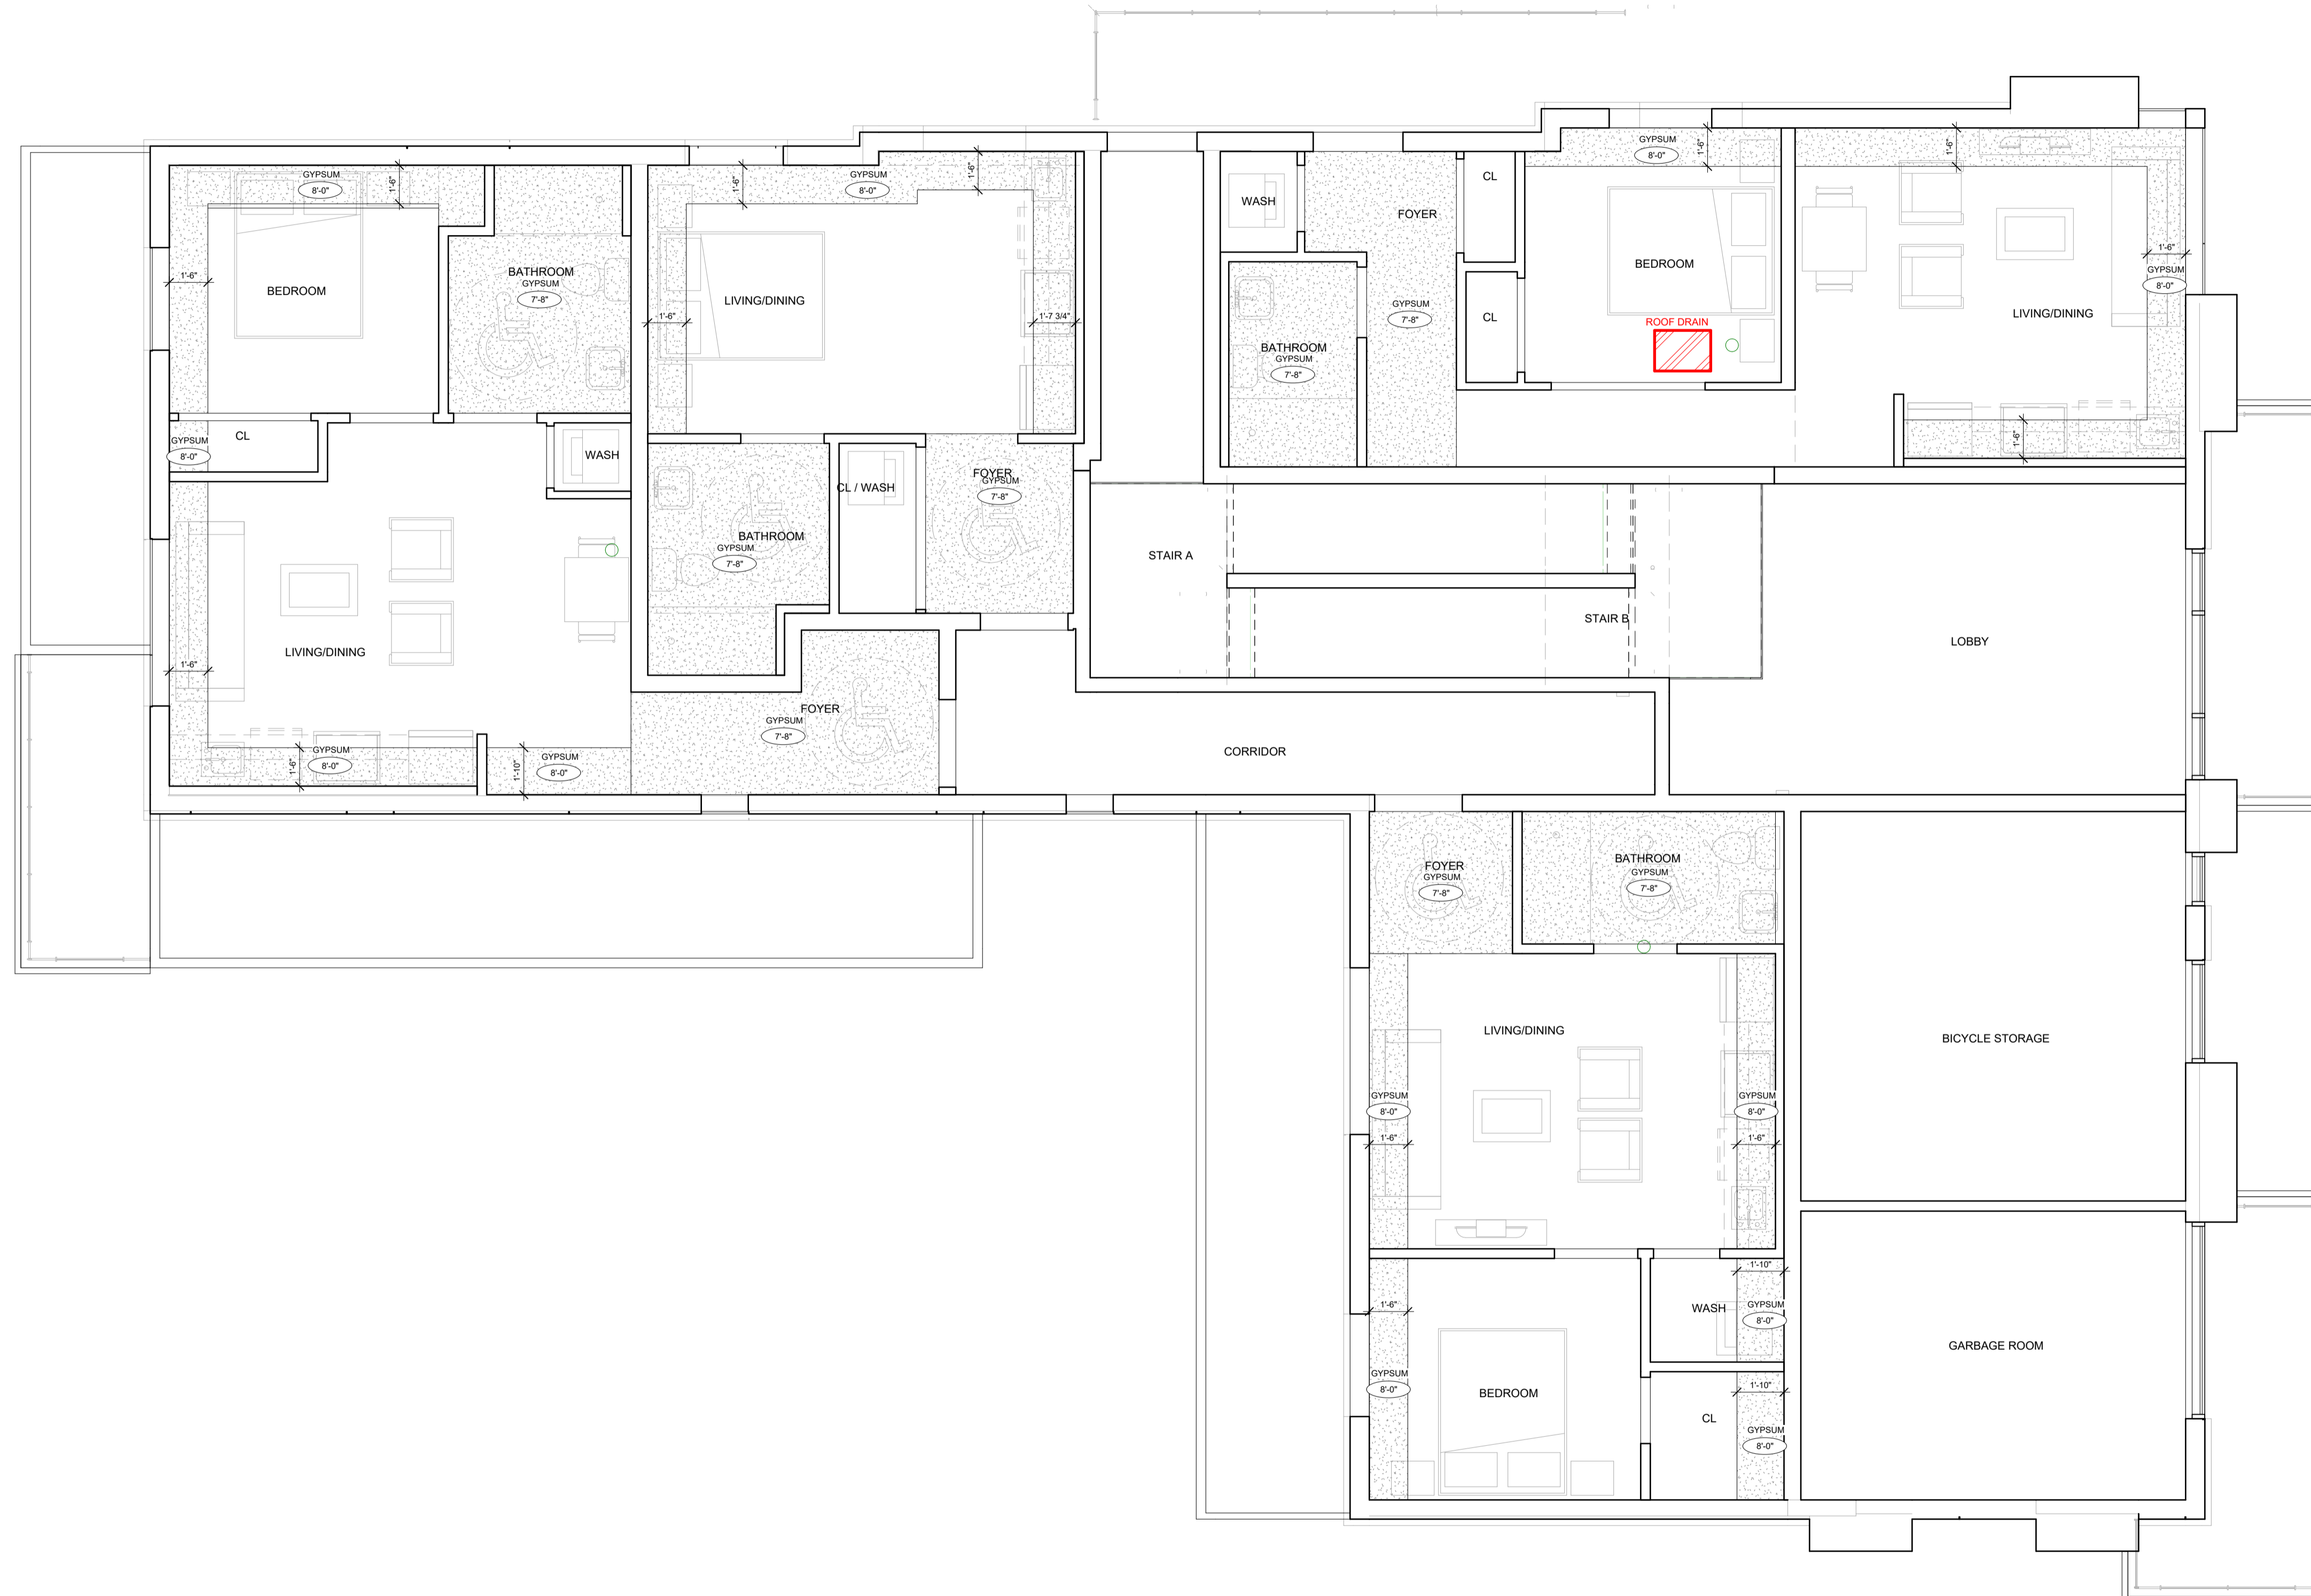 GYPSUM
8'-0"
1'-6"
1'-6"
BEDROOM
BATHROOM
GYPSUM
7'-8"
CL
GYPSUM
8'-0"
WASH
LIVING/DINING
1'-6"
GYPSUM
8'-0"
1'-6"
1'-10"
GYPSUM
8'-0"
FOYER
GYPSUM
7'-8"
1'-6"
GYPSUM
8'-0"
1'-6"
LIVING/DINING
1'-6"
1'-7 3/4"
CL / WASH
FOYER
GYPSUM
7'-8"
BATHROOM
GYPSUM
7'-8"
WASH
FOYER
CL
GYPSUM
8'-0"
1'-6"
1'-6"
BEDROOM
GYPSUM
7'-8"
CL
ROOF DRAIN
BATHROOM
GYPSUM
7'-8"
1'-6"
GYPSUM
8'-0"
LIVING/DINING
1'-6"
STAIR A
STAIR B
LOBBY
CORRIDOR
FOYER
GYPSUM
7'-8"
BATHROOM
GYPSUM
7'-8"
LIVING/DINING
GYPSUM
8'-0"
1'-6"
GYPSUM
8'-0"
1'-6"
BICYCLE STORAGE
1'-10"
1'-6"
WASH
GYPSUM
8'-0"
GARBAGE ROOM
GYPSUM
8'-0"
BEDROOM
1'-10"
CL
GYPSUM
8'-0"